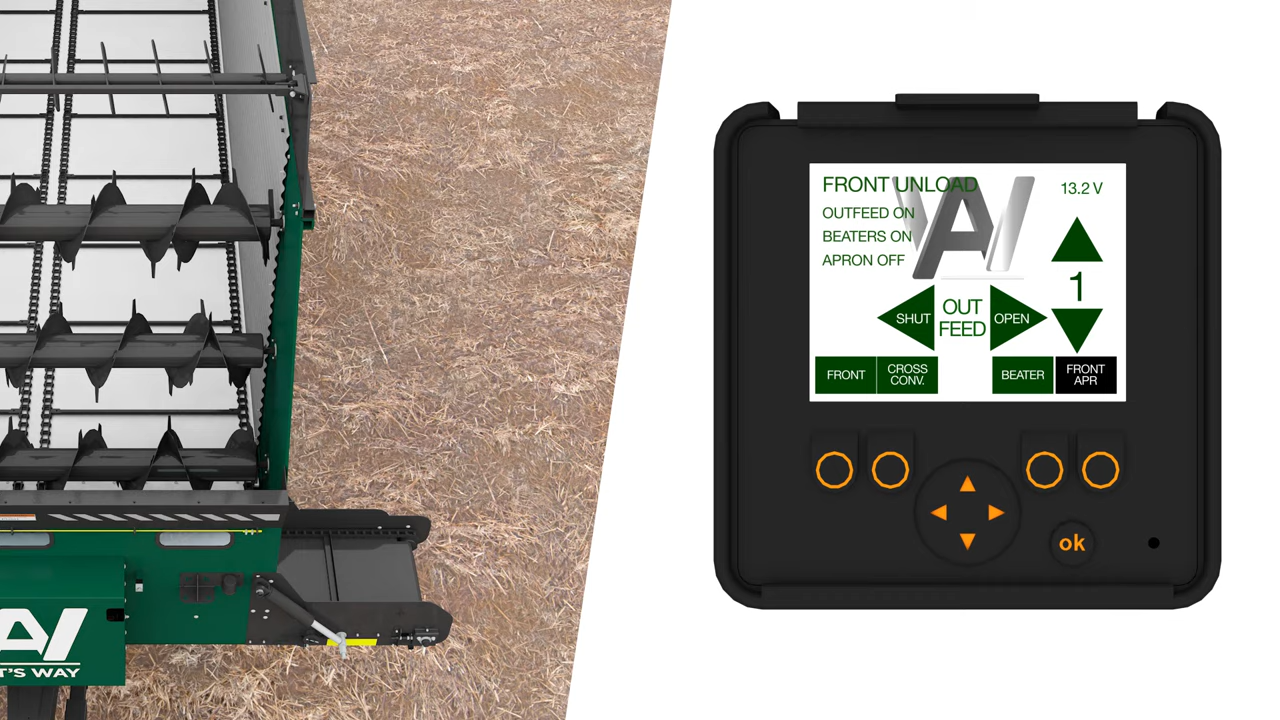 T'S WAY
FRONT UNLOAD
13.2 V
OUTFEED ON
BEATERS ON
APRON OFF
1
SHUT
OUT
FEED
OPEN
FRONT
CROSS
CONV.
BEATER
FRONT
APR
ok